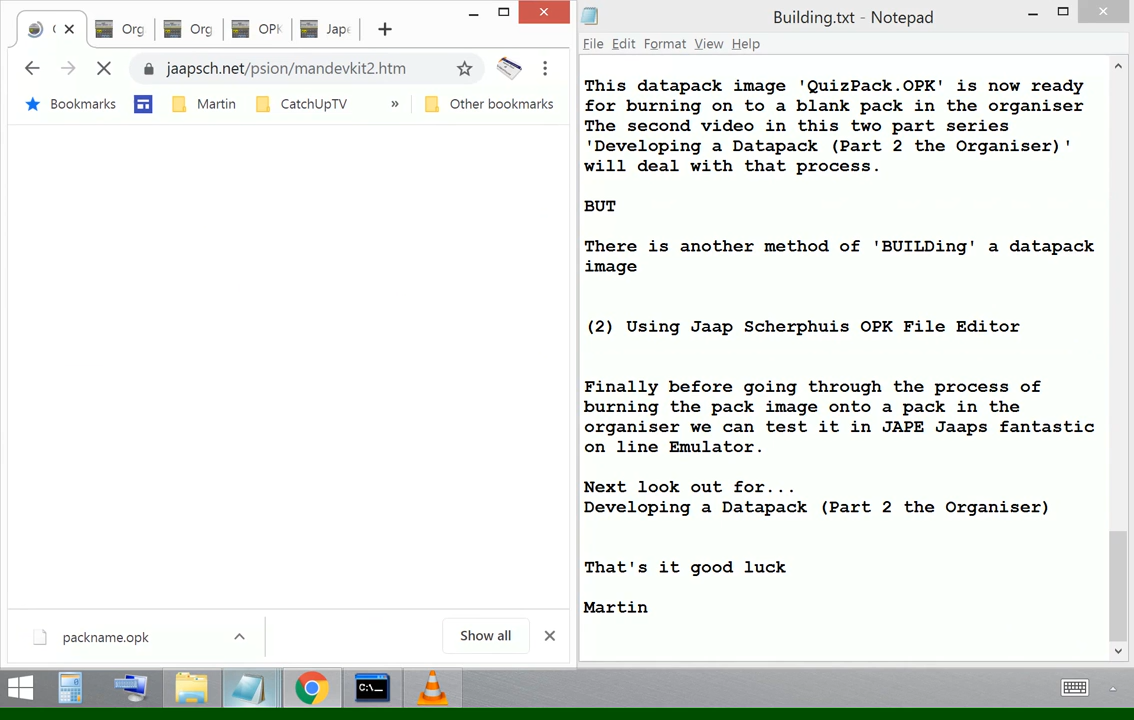 Org
Org
OPK
Jape
jaapsch.net/psion/mandevkit2.htm
Bookmarks
Martin
CatchUpTV
»
Other bookmarks
packname.opk
Show all
Building.txt - Notepad
File Edit Format View Help
This datapack image 'QuizPack.OPK' is now ready
for burning on to a blank pack in the organiser
The second video in this two part series
'Developing a Datapack (Part 2 the Organiser)'
will deal with that process.
BUT
There is another method of 'BUILDing' a datapack
image
(2) Using Jaap Scherphuis OPK File Editor
Finally before going through the process of
burning the pack image onto a pack in the
organiser we can test it in JAPE Jaaps fantastic
on line Emulator.
Next look out for...
Developing a Datapack (Part 2 the Organiser)
That's it good luck
Martin
C:\_